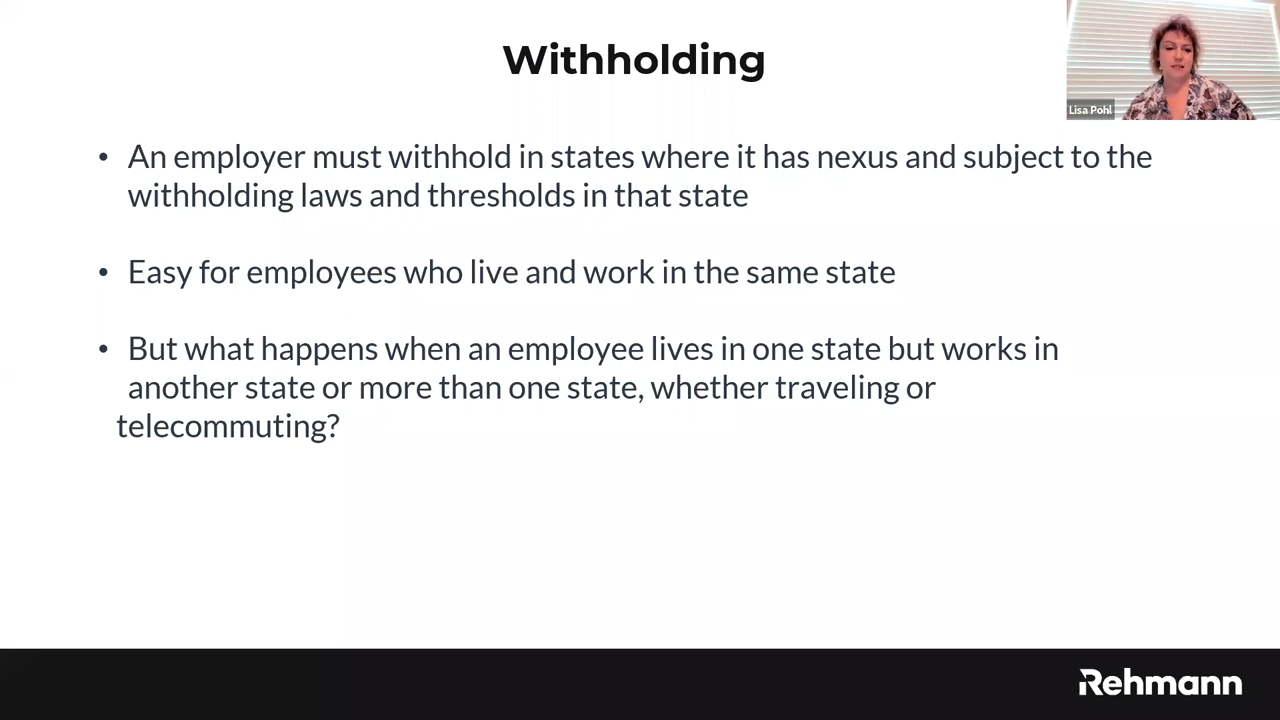 Withholding
Lisa Pohl
• An employer must withhold in states where it has nexus and subject to the
withholding laws and thresholds in that state
• Easy for employees who live and work in the same state
• But what happens when an employee lives in one state but works in
another state or more than one state, whether traveling or
telecommuting?
Rehmann